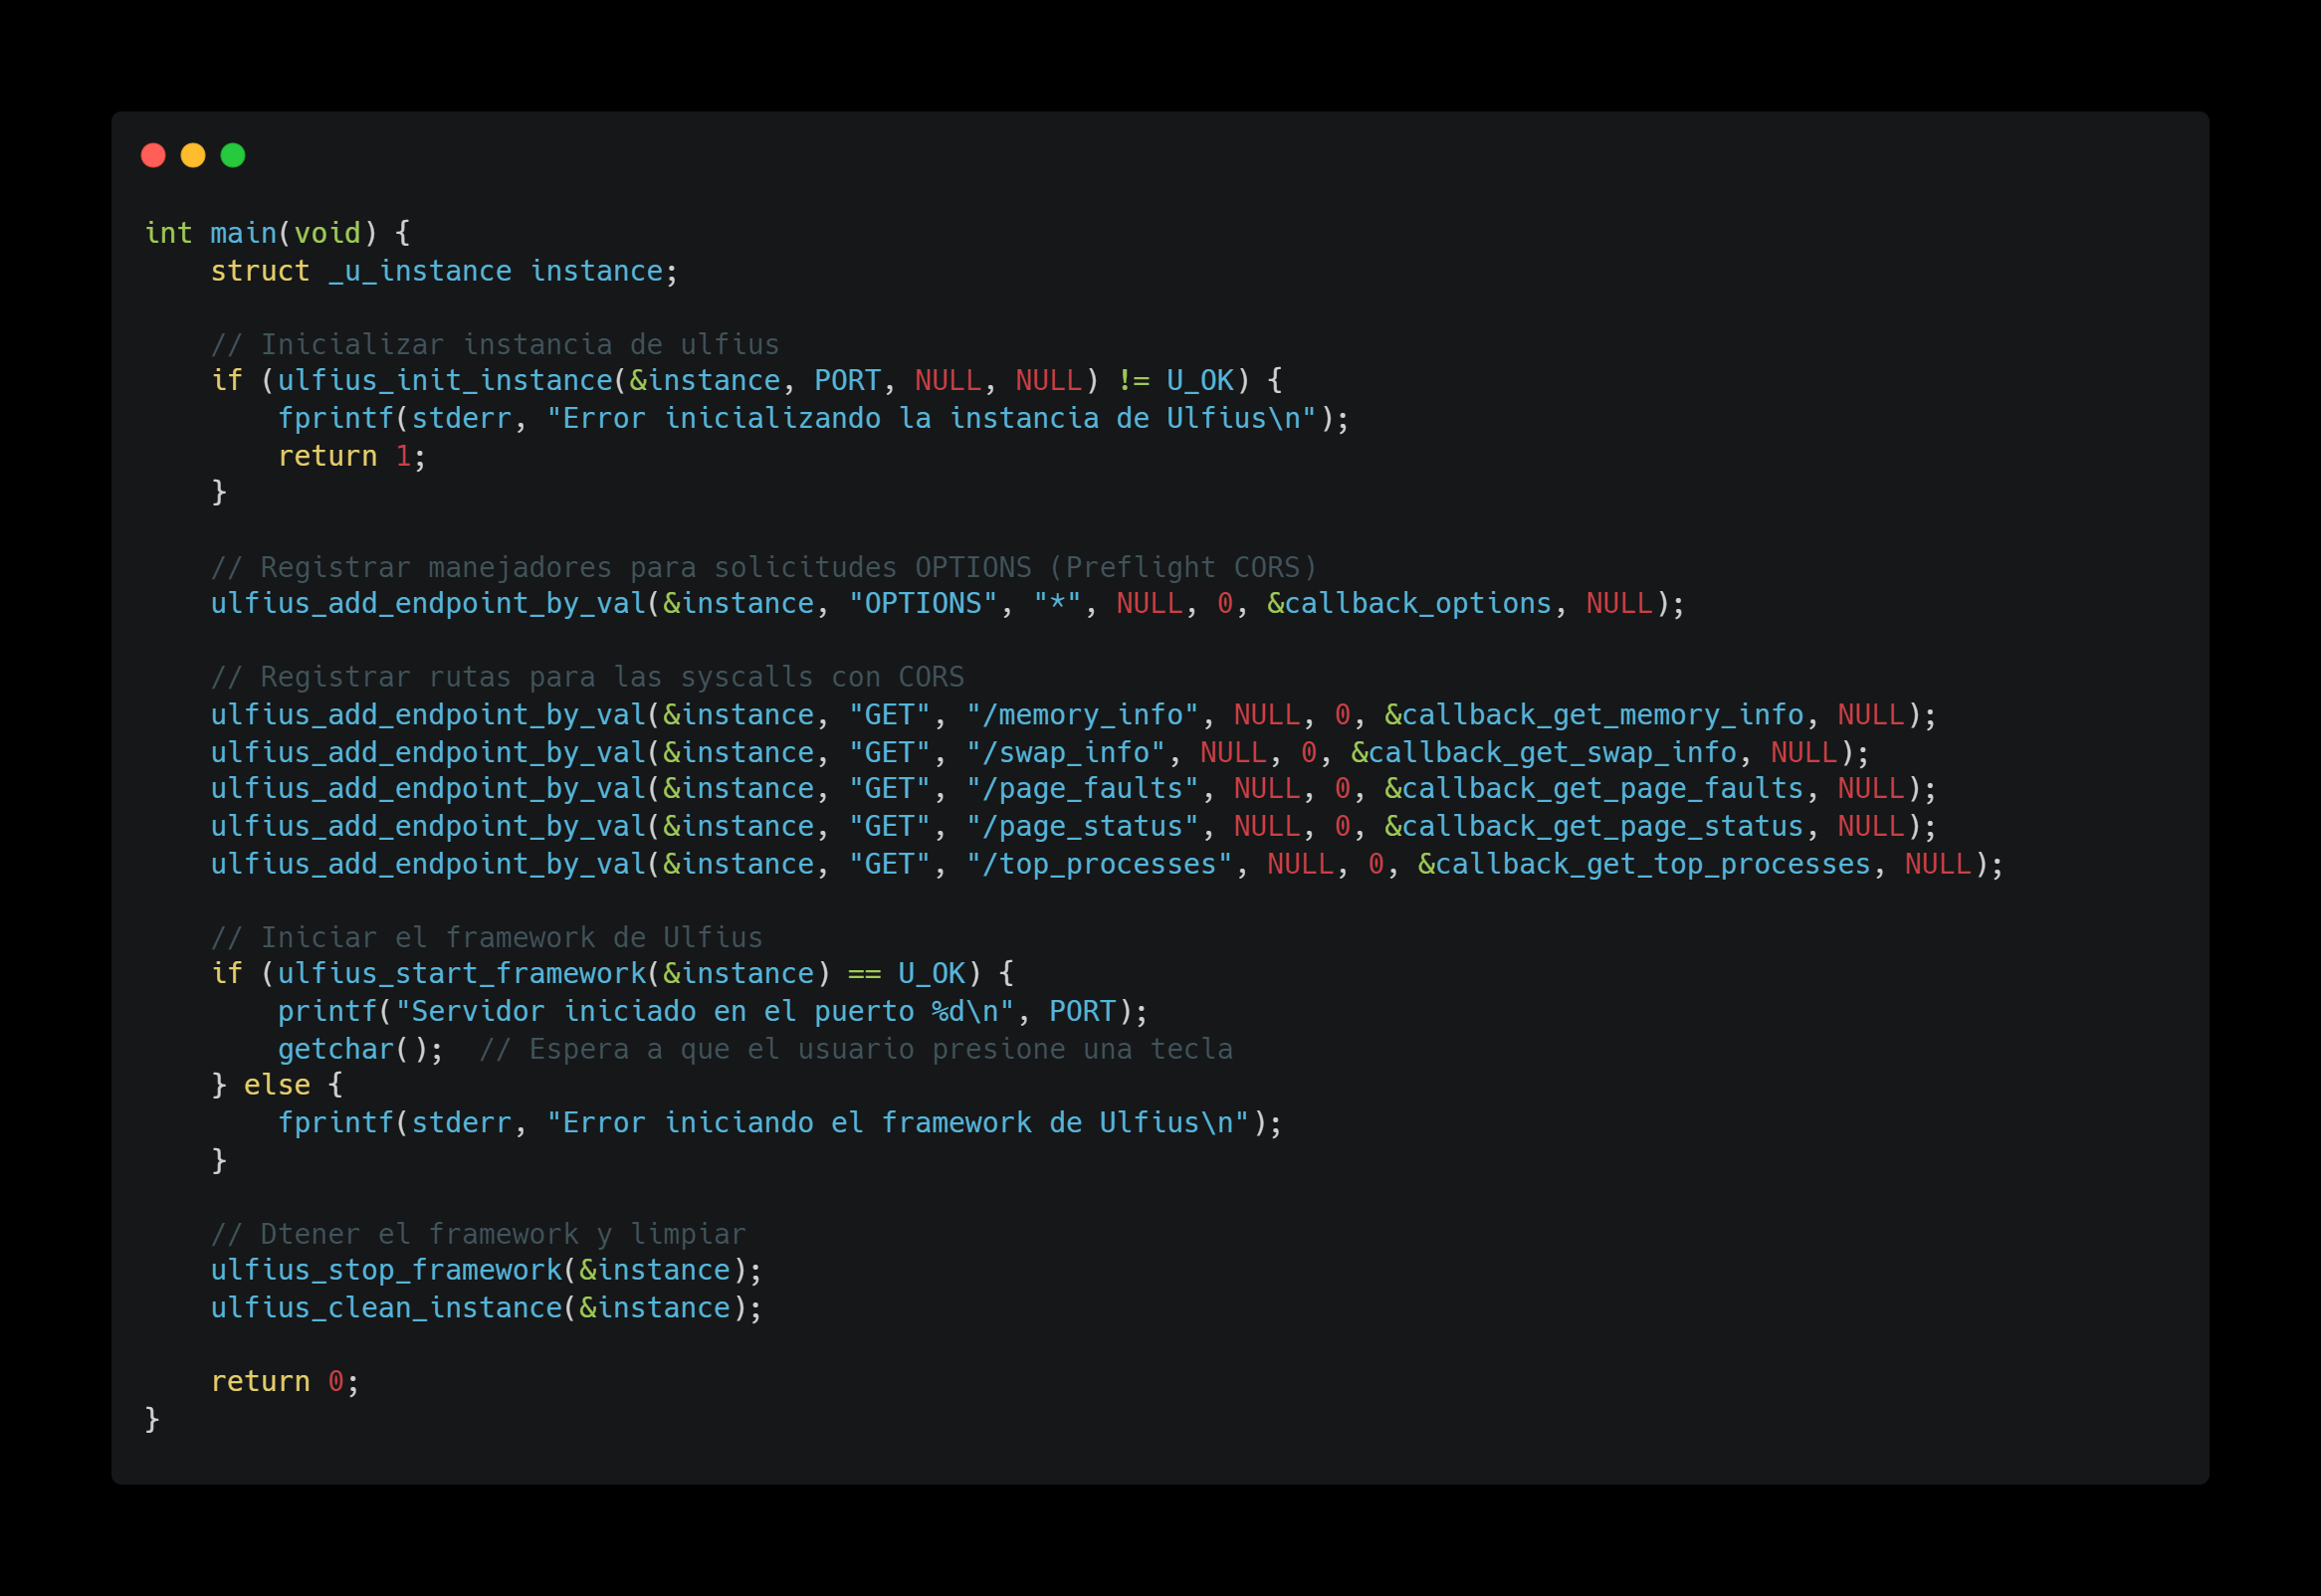 int main(void) {
    struct _u_instance instance;

    // Inicializar instancia de ulfius
    if (ulfius_init_instance(&instance, PORT, NULL, NULL) != U_OK) {
        fprintf(stderr, "Error inicializando la instancia de Ulfius\n");
        return 1;
    }

    // Registrar manejadores para solicitudes OPTIONS (Preflight CORS)
    ulfius_add_endpoint_by_val(&instance, "OPTIONS", "*", NULL, 0, &callback_options, NULL);

    // Registrar rutas para las syscalls con CORS
    ulfius_add_endpoint_by_val(&instance, "GET", "/memory_info", NULL, 0, &callback_get_memory_info, NULL);
    ulfius_add_endpoint_by_val(&instance, "GET", "/swap_info", NULL, 0, &callback_get_swap_info, NULL);
    ulfius_add_endpoint_by_val(&instance, "GET", "/page_faults", NULL, 0, &callback_get_page_faults, NULL);
    ulfius_add_endpoint_by_val(&instance, "GET", "/page_status", NULL, 0, &callback_get_page_status, NULL);
    ulfius_add_endpoint_by_val(&instance, "GET", "/top_processes", NULL, 0, &callback_get_top_processes, NULL);

    // Iniciar el framework de Ulfius
    if (ulfius_start_framework(&instance) == U_OK) {
        printf("Servidor iniciado en el puerto %d\n", PORT);
        getchar();  // Espera a que el usuario presione una tecla
    } else {
        fprintf(stderr, "Error iniciando el framework de Ulfius\n");
    }

    // Dtener el framework y limpiar
    ulfius_stop_framework(&instance);
    ulfius_clean_instance(&instance);

    return 0;
}